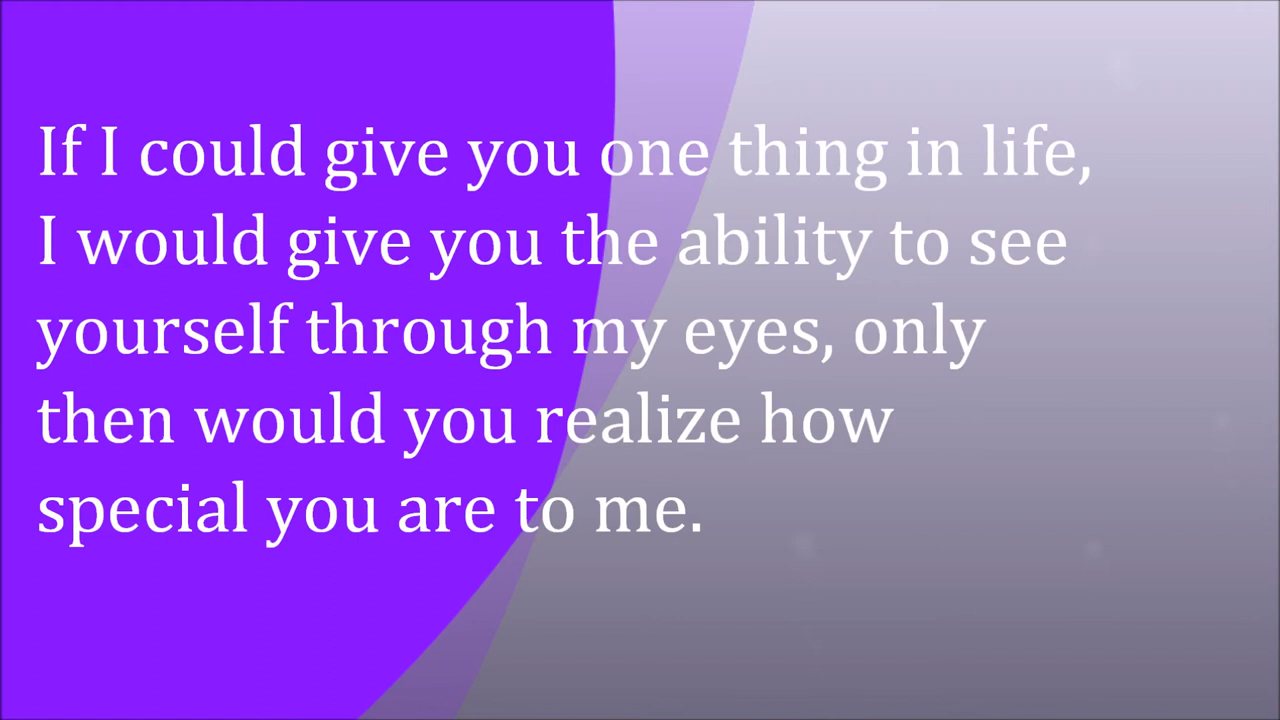 If I could give you one thing in life,
I would give you the ability to see
yourself through my eyes, only
then would you realize how
special you are to me.